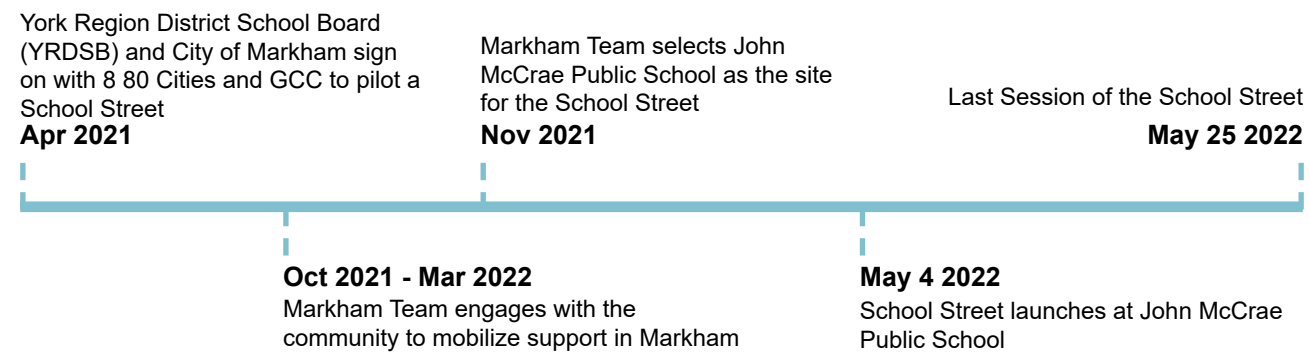 York Region District School Board
(YRDSB) and City of Markham sign
on with 8 80 Cities and GCC to pilot a
School Street
Apr 2021
Markham Team selects John
McCrae Public School as the site
for the School Street
Nov 2021
Last Session of the School Street
May 25 2022
Oct 2021 - Mar 2022
Markham Team engages with the
community to mobilize support in Markham
May 4 2022
School Street launches at John McCrae
Public School